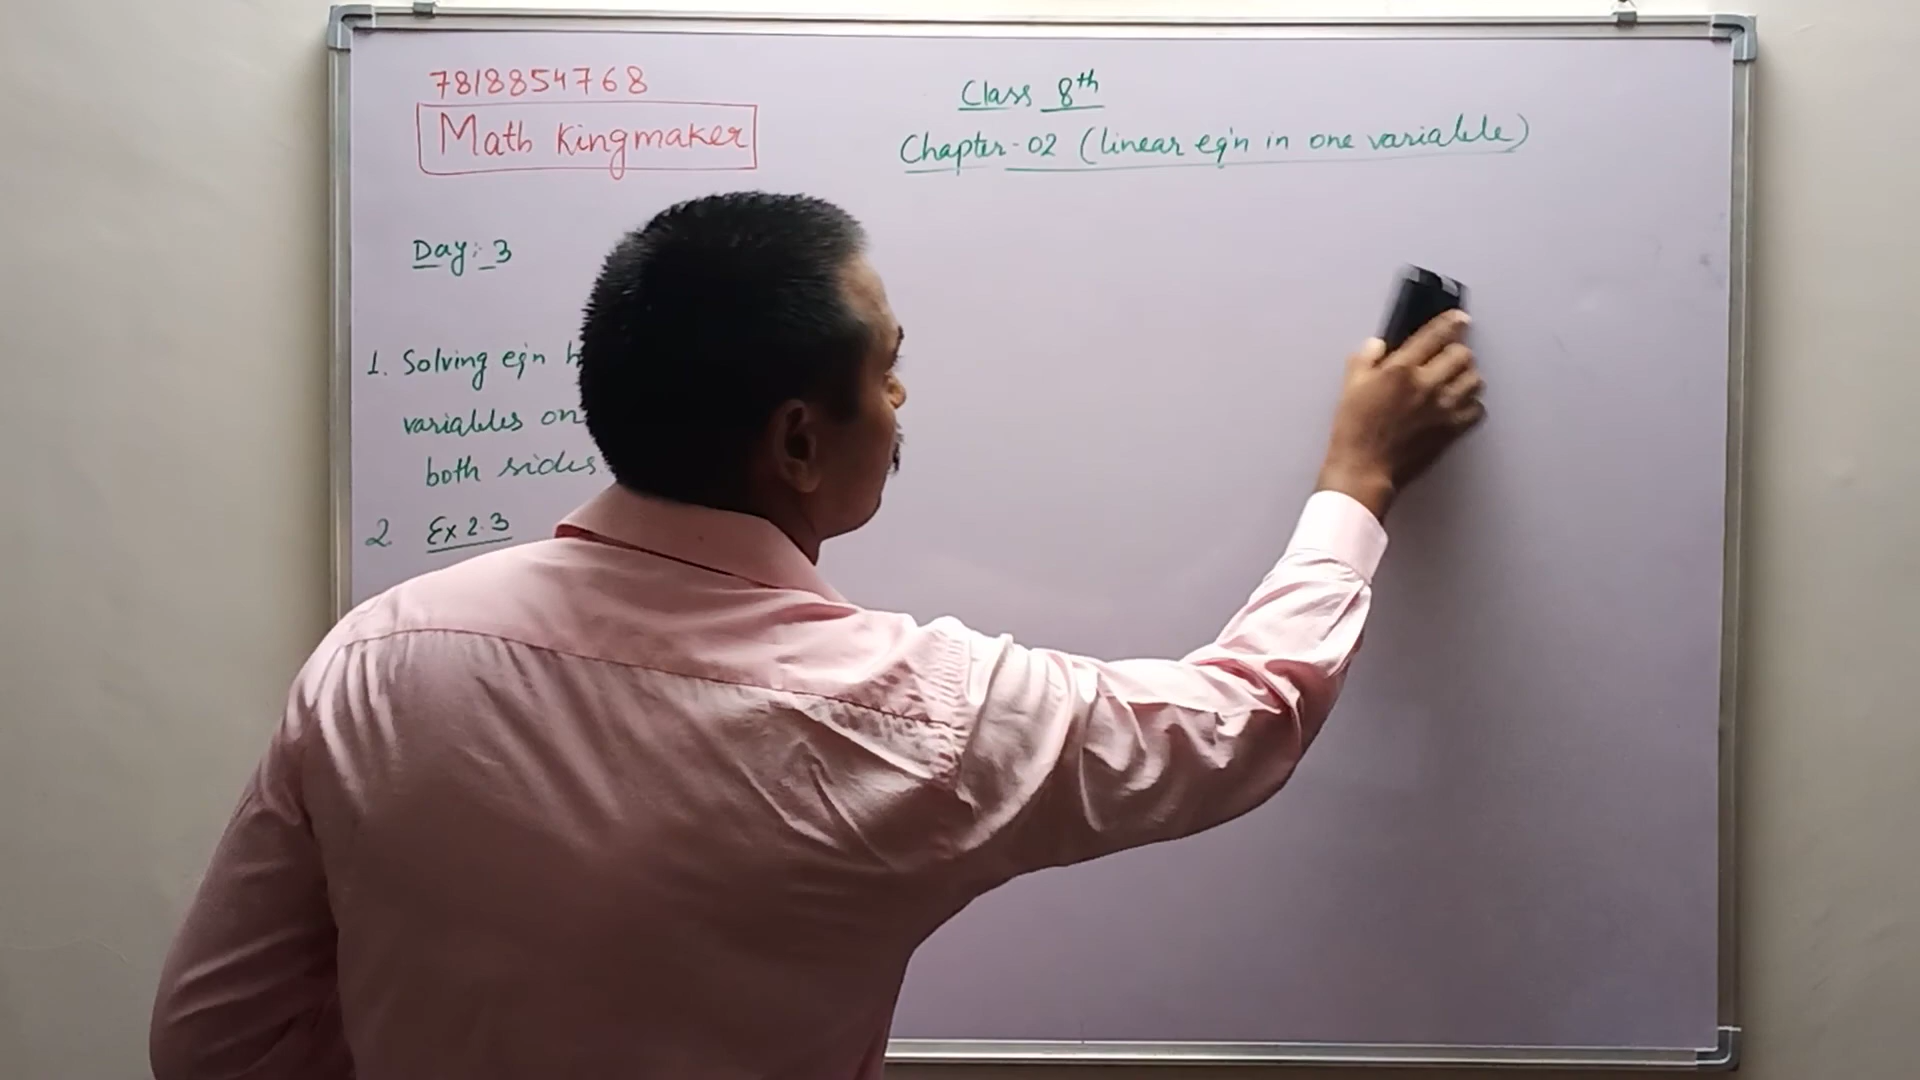 7818854768
Math Kingmaker
Class 8th
Chapter-02 (linear eq'n in one variable)
Day:- 3
1. Solving eq'n
variables on
both sides.
2. Ex 2.3